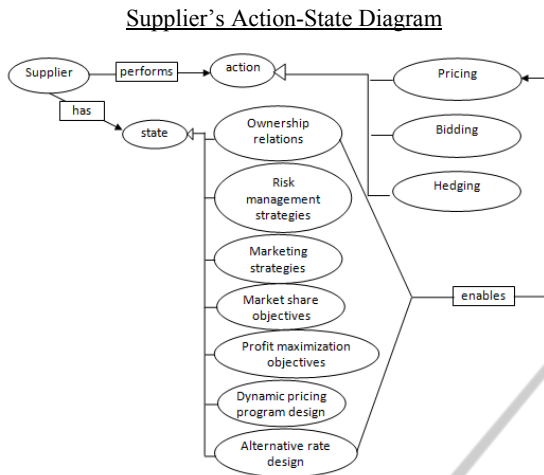 Supplier's Action-State Diagram
Supplier
performs
action
Pricing
has
state
Ownership
relations
Bidding
Risk
management
strategies
Hedging
Marketing
strategies
Market share
objectives
enables
Profit maximization
objectives
Dynamic pricing
program design
Alternative rate
design